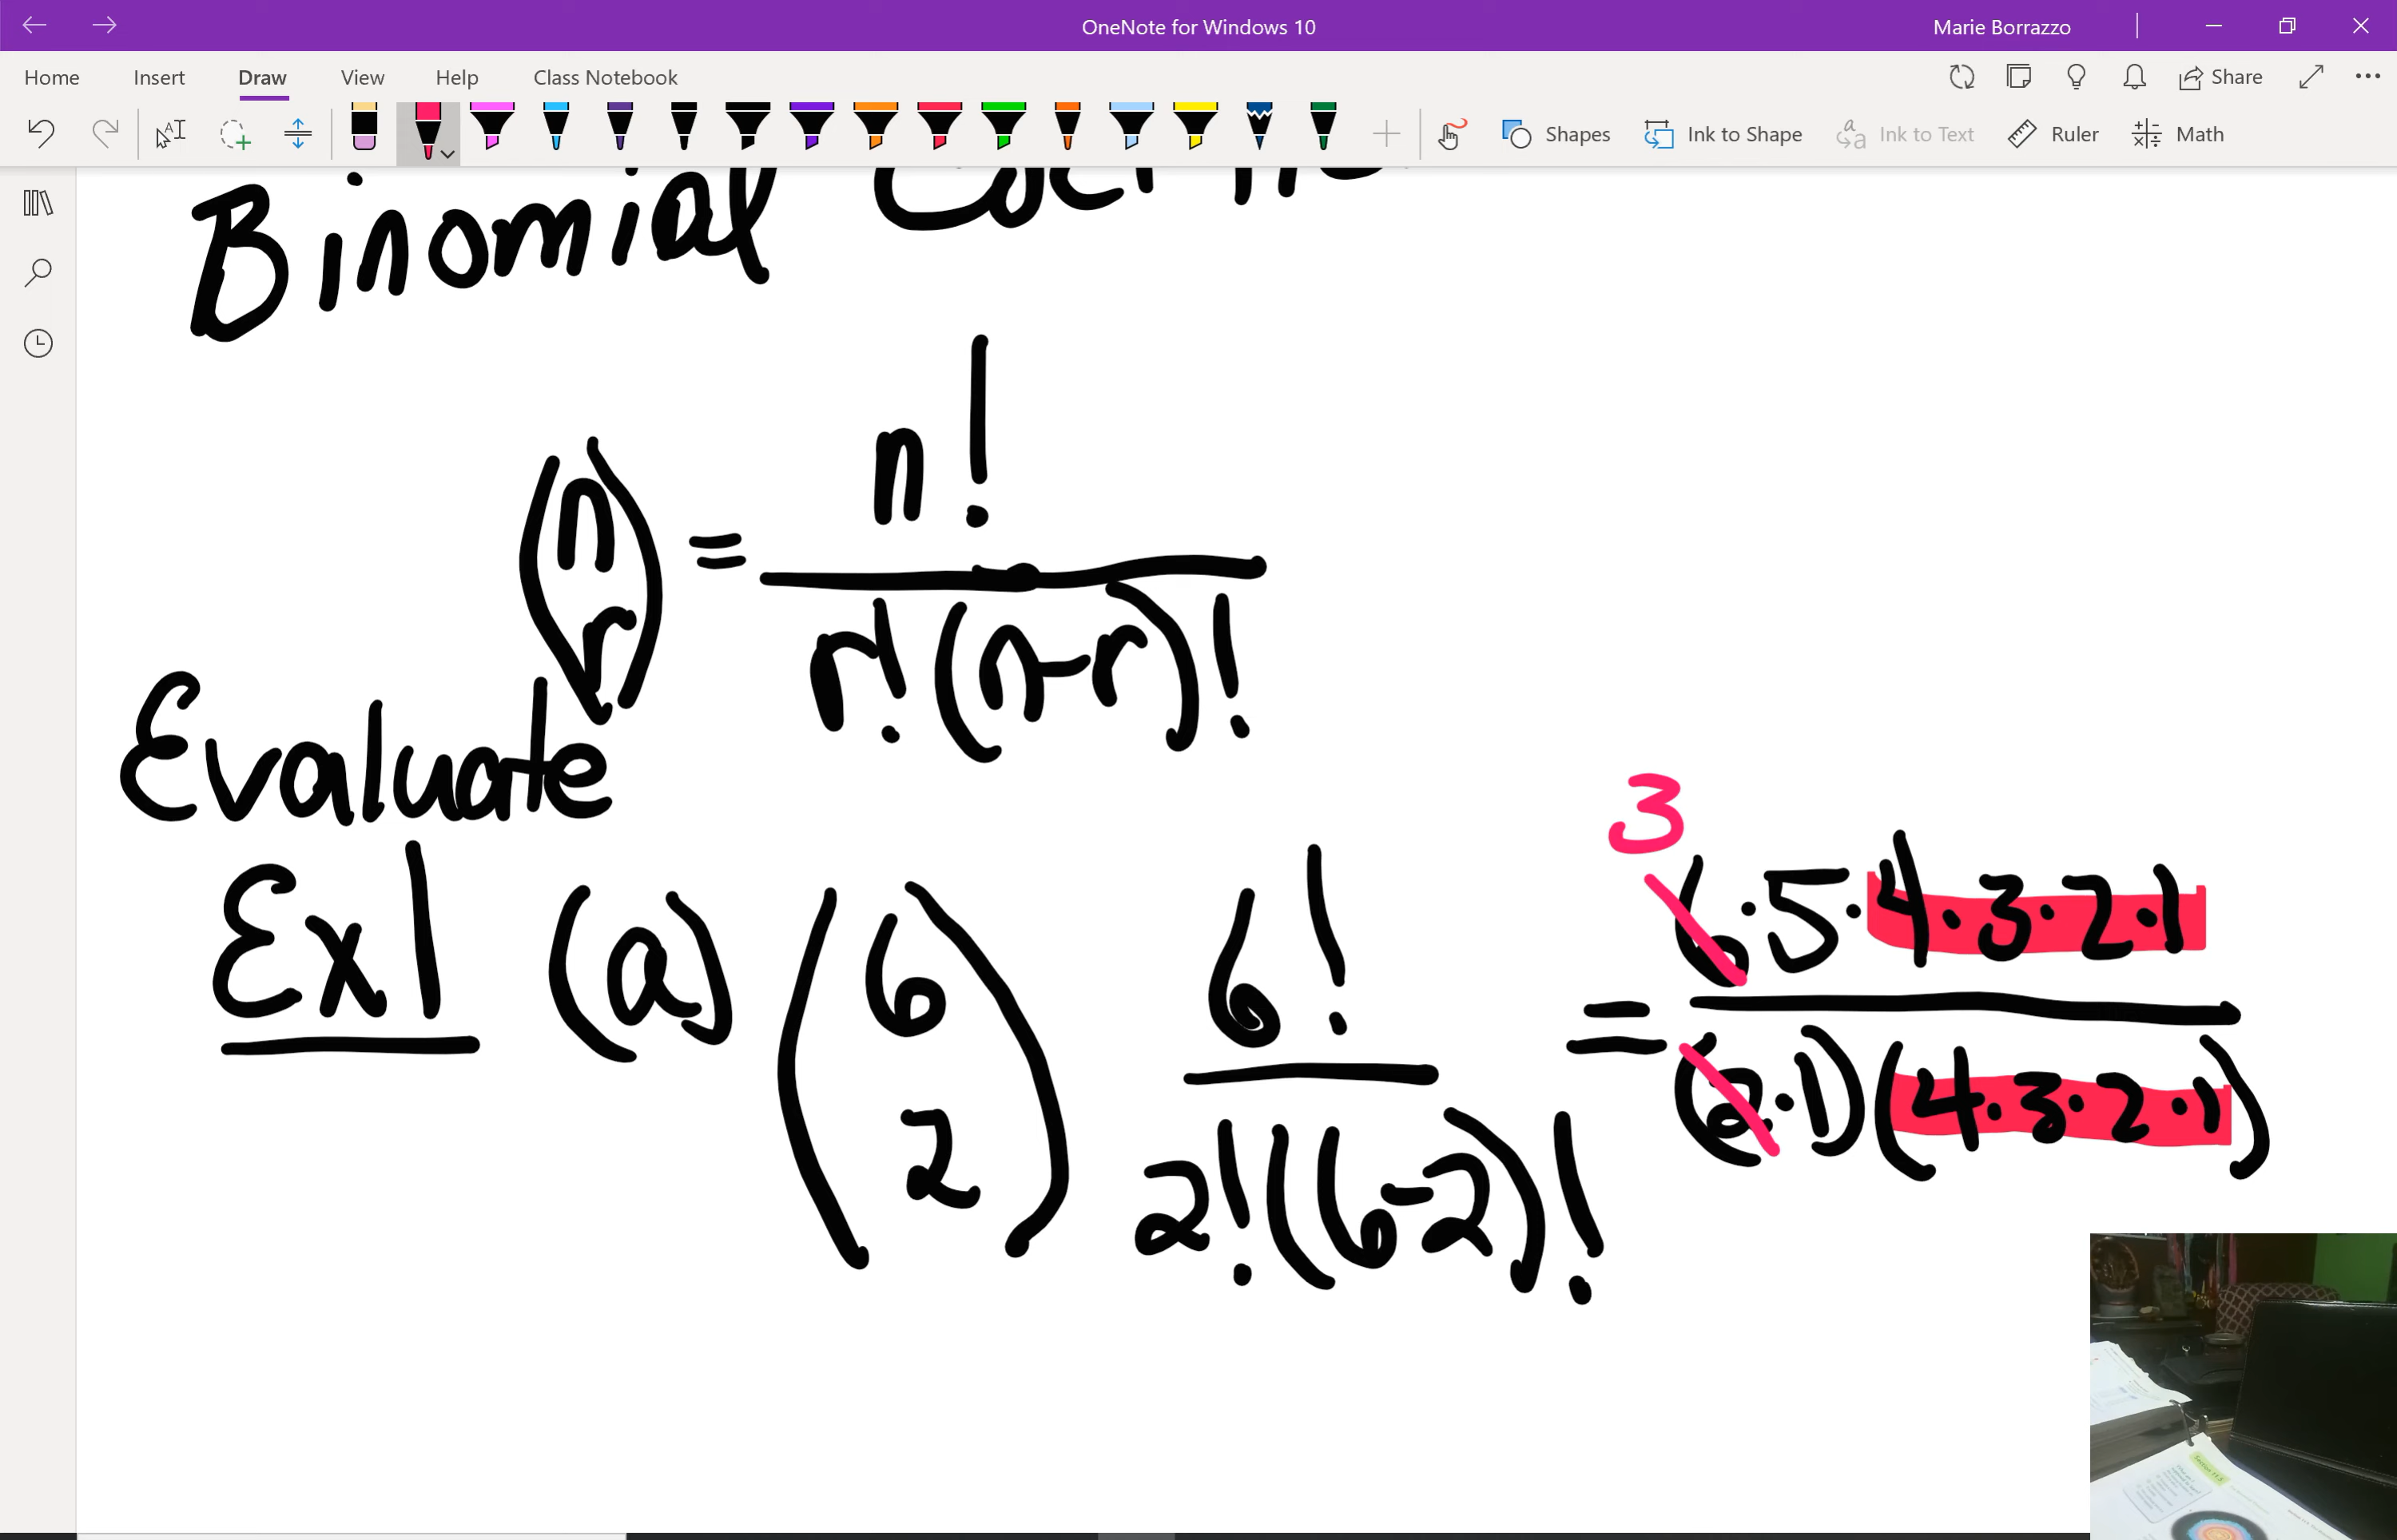 OneNote for Windows 10
Marie Borrazzo
Home Insert Draw View Help Class Notebook Share
Shapes Ink to Shape Ink to Text Ruler Math
Binomial
(n r) = n! / r!(n-r)!
Evaluate
Ex 1 (a) (6 2) 6! / 2!(6-2)! = 6·5·4·3·2·1 / (2·1)(4·3·2·1)
3